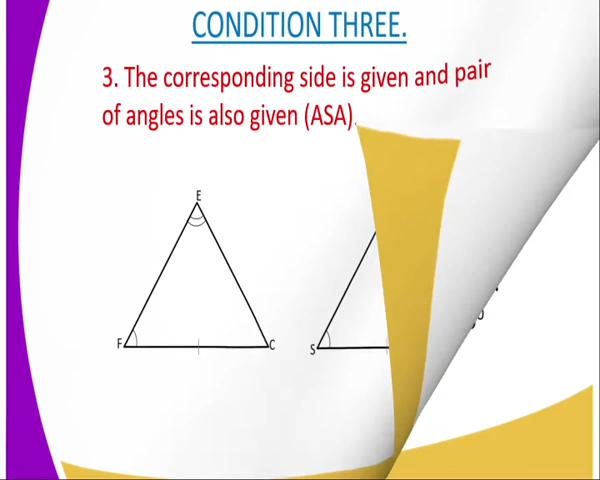 CONDITION THREE.
3. The corresponding side is given and pair
of angles is also given (ASA).
E
F
C
S